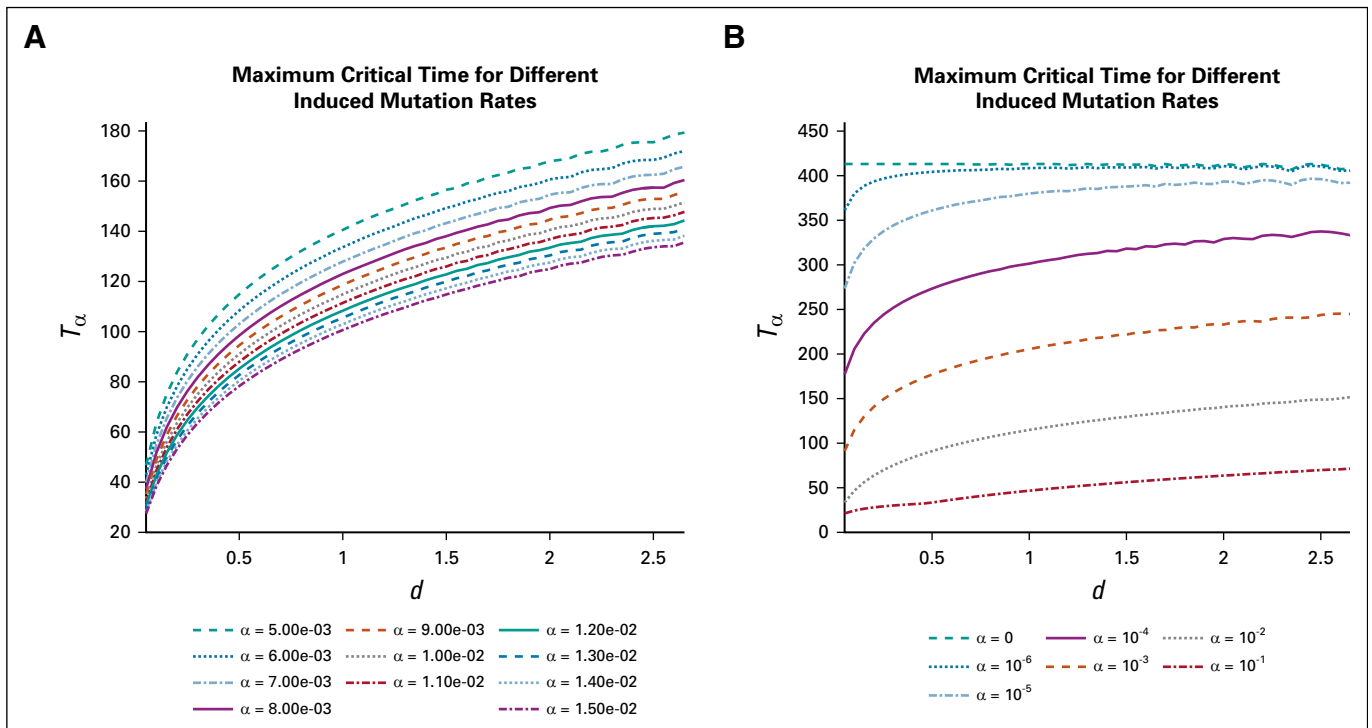 A
Maximum Critical Time for Different
Induced Mutation Rates
180
160
140
120
100
80
60
40
20
Tα
0.5
1
1.5
2
2.5
d
α = 5.00e-03
α = 6.00e-03
α = 7.00e-03
α = 8.00e-03
α = 9.00e-03
α = 1.00e-02
α = 1.10e-02
α = 1.20e-02
α = 1.30e-02
α = 1.40e-02
α = 1.50e-02
B
Maximum Critical Time for Different
Induced Mutation Rates
450
400
350
300
250
200
150
100
50
0
Tα
0.5
1
1.5
2
2.5
d
α = 0
α = 10⁻⁶
α = 10⁻⁵
α = 10⁻⁴
α = 10⁻³
α = 10⁻²
α = 10⁻¹